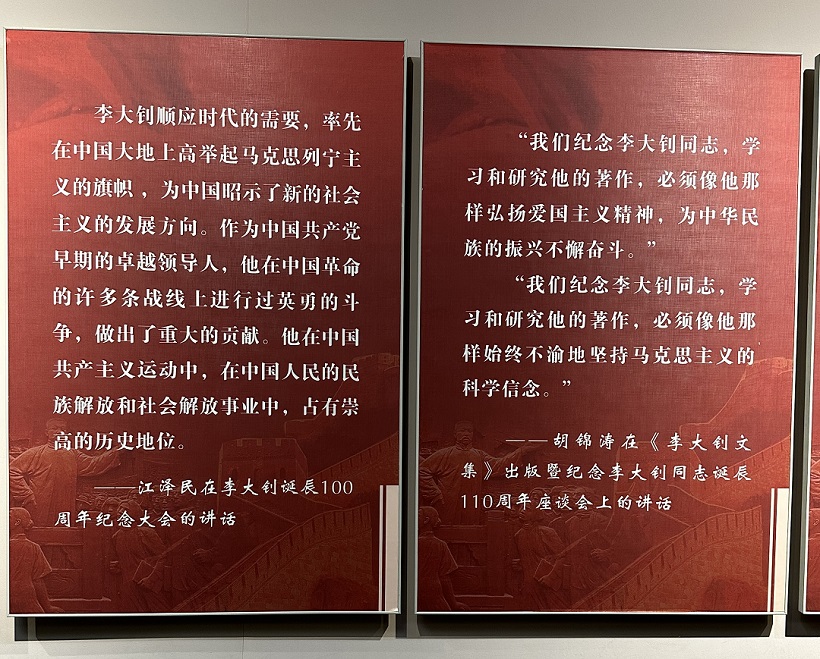 李大钊顺应时代的需要，率先
在中国大地上高举起马克思列宁主
义的旗帜，为中国昭示了新的社会
主义的发展方向。作为中国共产党
早期的卓越领导人，他在中国革命
的许多条战线上进行过英勇的斗
争，做出了重大的贡献。他在中国
共产主义运动中，在中国人民的民
族解放和社会解放事业中，占有崇
高的历史地位。
——江泽民在李大钊诞辰100
周年纪念大会的讲话
“我们纪念李大钊同志，学
习和研究他的著作，必须像他那
样弘扬爱国主义精神，为中华民
族的振兴不懈奋斗。”
“我们纪念李大钊同志，学
习和研究他的著作，必须像他那
样始终不渝地坚持马克思主义的
科学信念。”
——胡锦涛在《李大钊文
集》出版暨纪念李大钊同志诞辰
110周年座谈会上的讲话